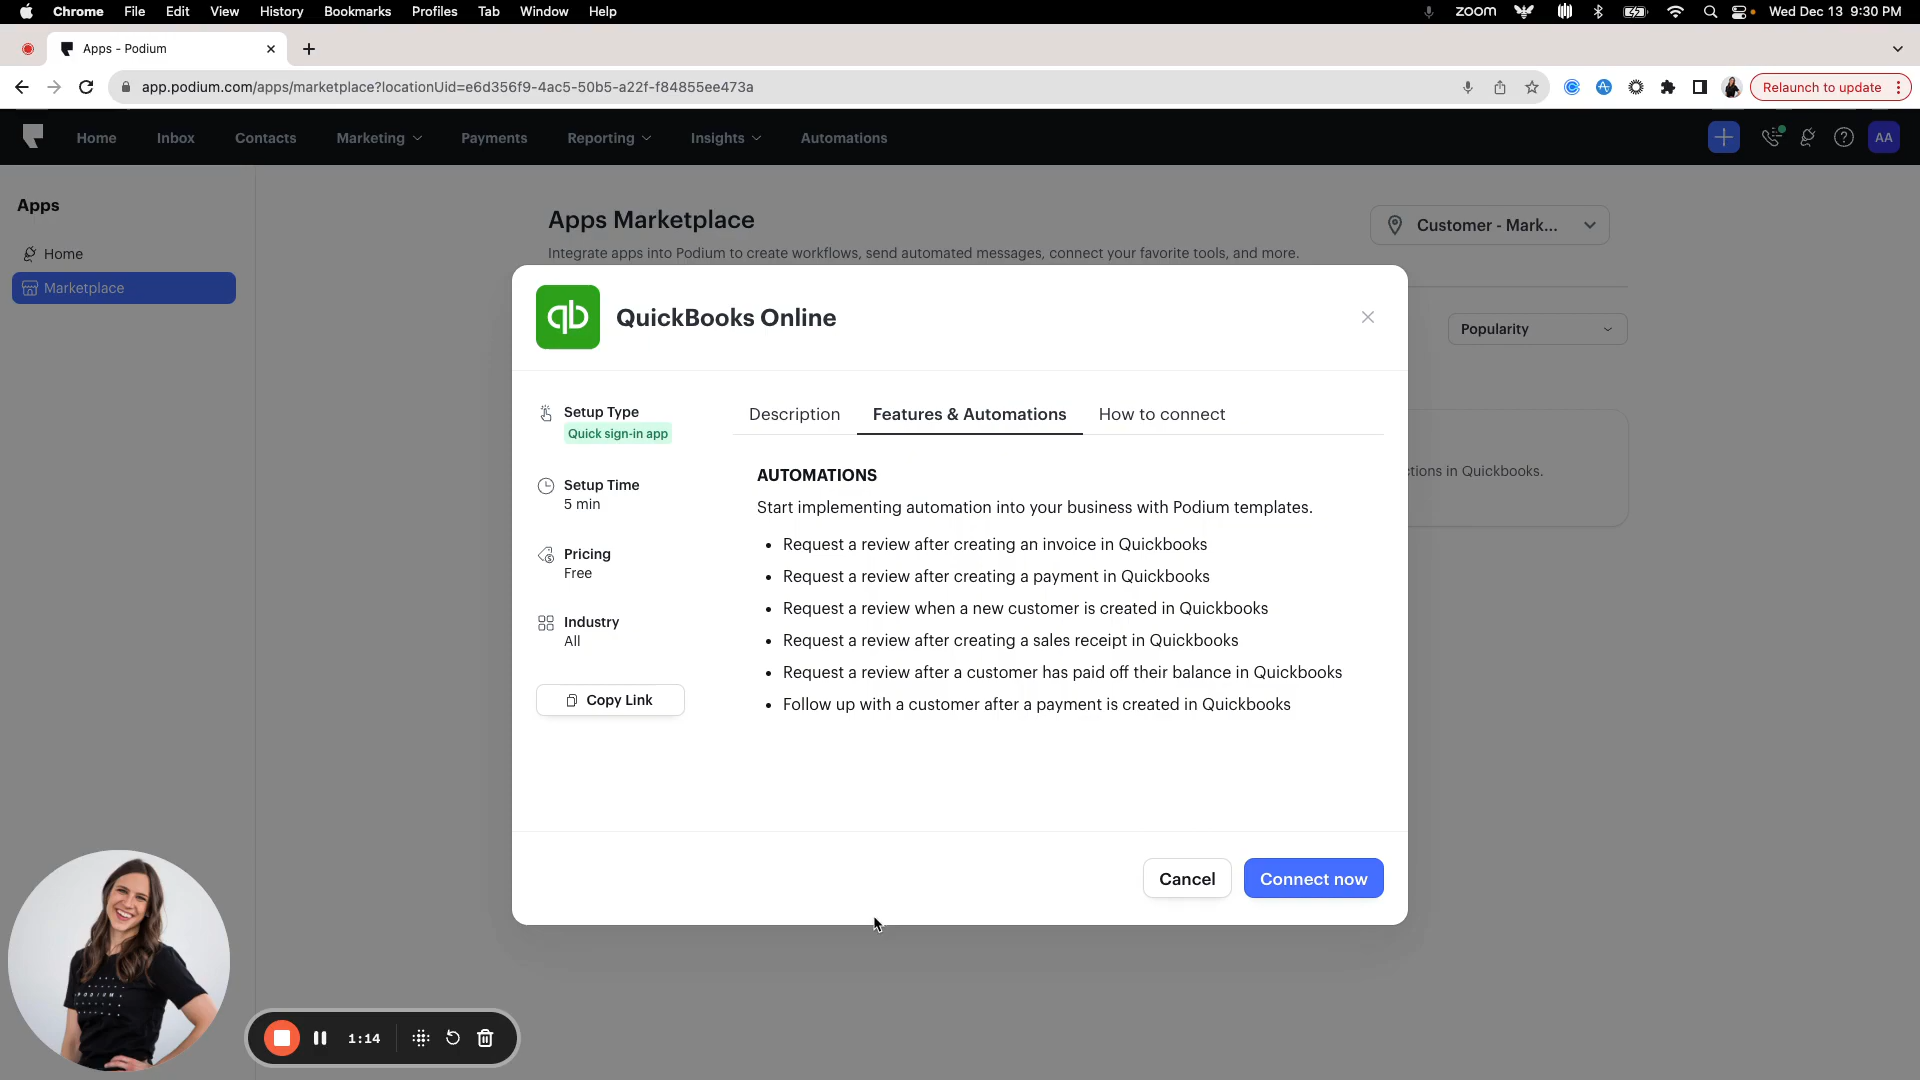 Chrome File Edit View History Bookmarks Profiles Tab Window Help
zoom Wed Dec 13 9:30 PM
Apps - Podium
app.podium.com/apps/marketplace?locationUid=e6d356f9-4ac5-50b5-a22f-f84855ee473a
Relaunch to update
Home Inbox Contacts Marketing Payments Reporting Insights Automations
AA
Apps
Home
Marketplace
Apps Marketplace
Integrate apps into Podium to create workflows, send automated messages, connect your favorite tools, and more.
Customer - Mark...
Popularity
ctions in Quickbooks.
qb
QuickBooks Online
Setup Type
Quick sign-in app
Setup Time
5 min
Pricing
Free
Industry
All
Copy Link
Description Features & Automations How to connect
AUTOMATIONS
Start implementing automation into your business with Podium templates.
• Request a review after creating an invoice in Quickbooks
• Request a review after creating a payment in Quickbooks
• Request a review when a new customer is created in Quickbooks
• Request a review after creating a sales receipt in Quickbooks
• Request a review after a customer has paid off their balance in Quickbooks
• Follow up with a customer after a payment is created in Quickbooks
Cancel
Connect now
PODIUM
1:14